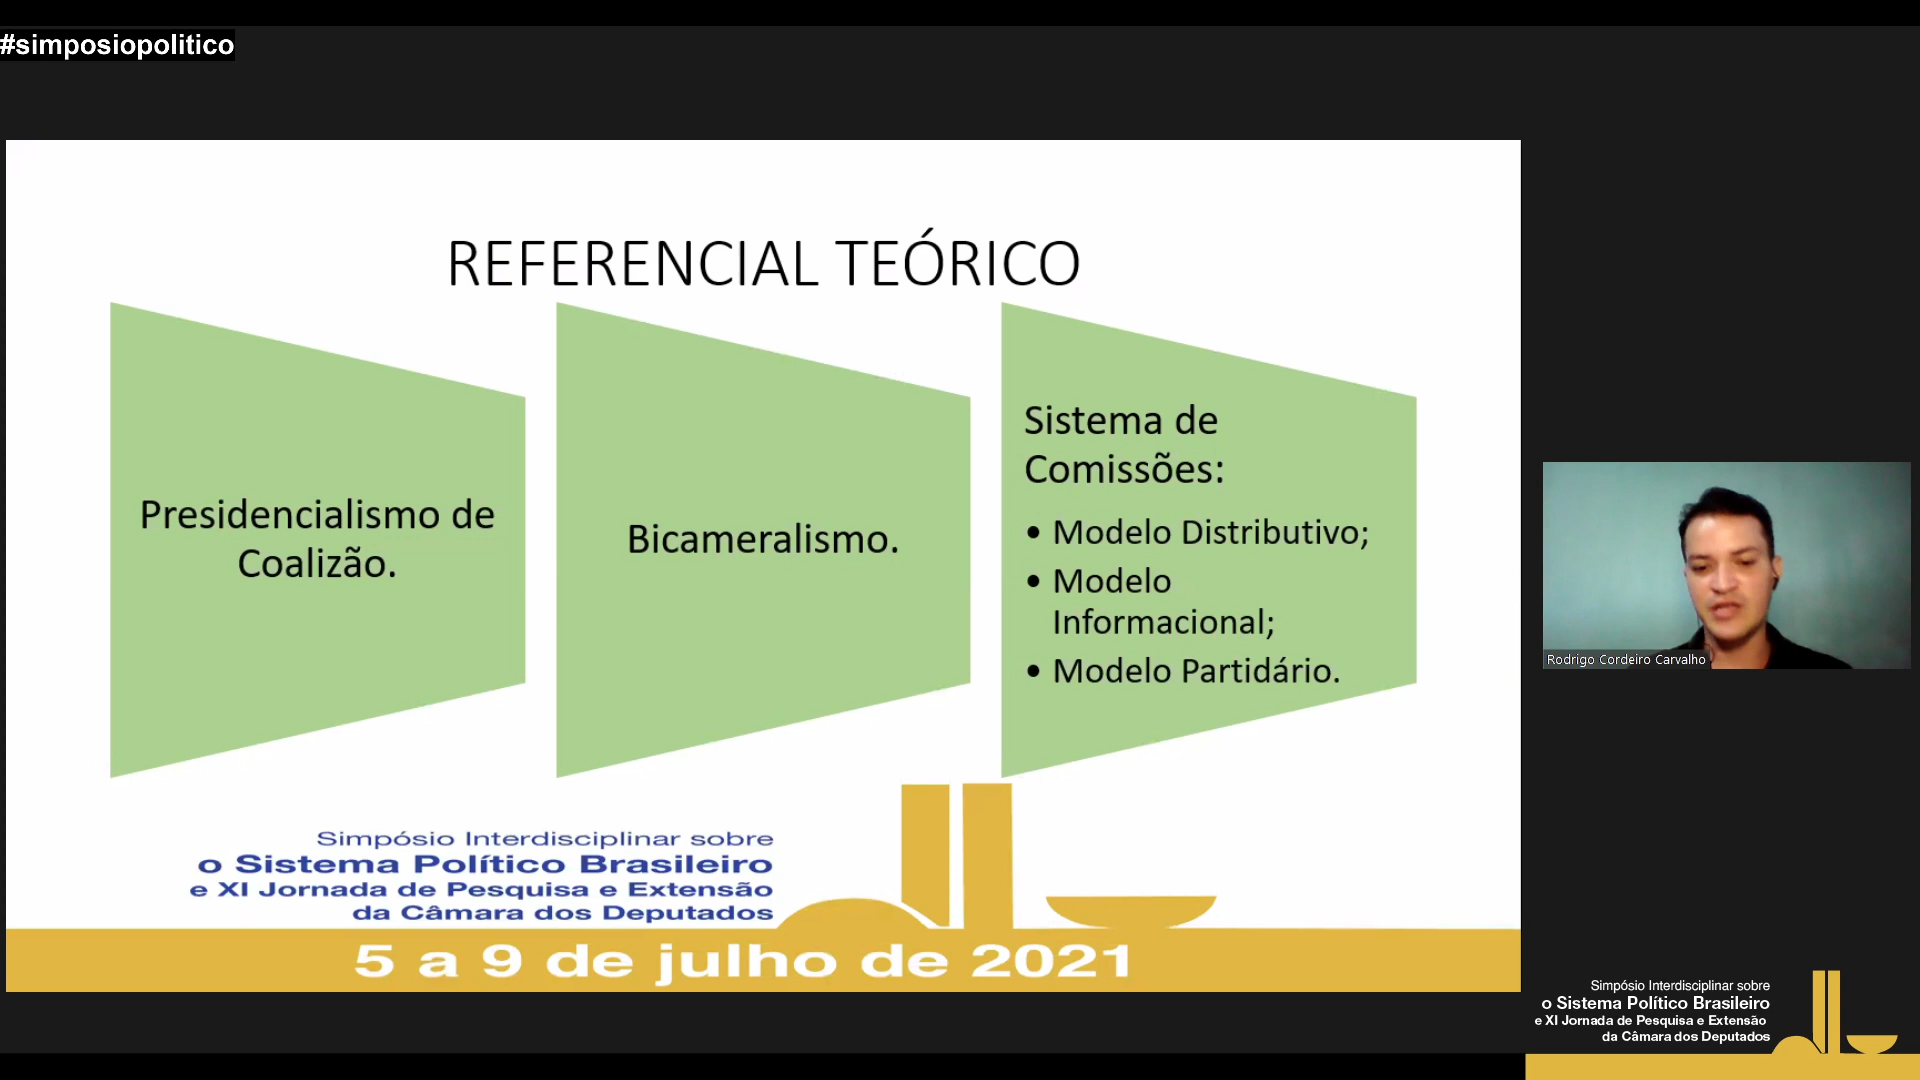 #simposiopolitico
REFERENCIAL TEÓRICO
Presidencialismo de
Coalizão.
Bicameralismo.
Sistema de
Comissões:
• Modelo Distributivo;
• Modelo
Informacional;
• Modelo Partidário.
Simpósio Interdisciplinar sobre
o Sistema Político Brasileiro
e XI Jornada de Pesquisa e Extensão
da Câmara dos Deputados
5 a 9 de julho de 2021
Rodrigo Cordeiro Carvalho
Simpósio Interdisciplinar sobre
o Sistema Político Brasileiro
e XI Jornada de Pesquisa e Extensão
da Câmara dos Deputados